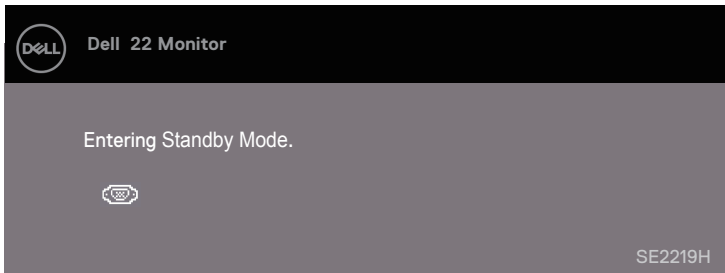 DELL
Dell 22 Monitor
Entering Standby Mode.
SE2219H